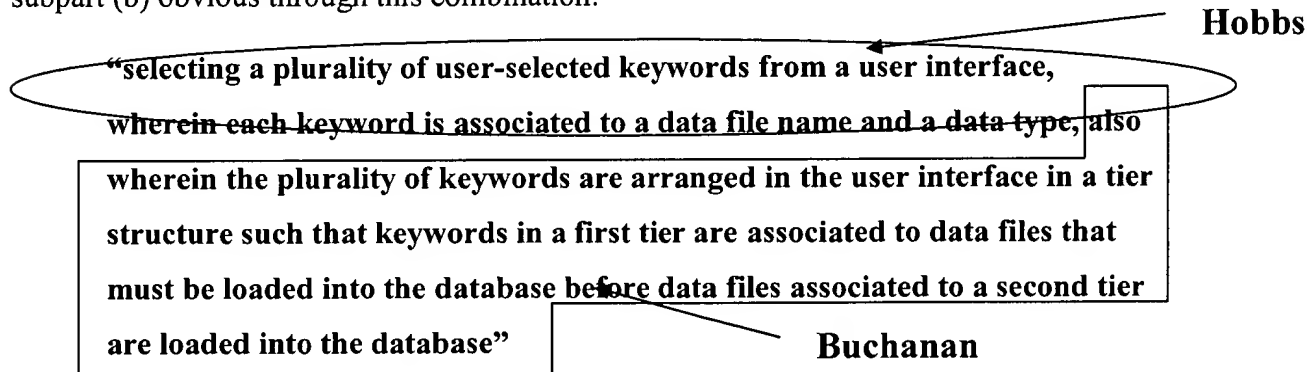 subpart (b) obvious through this combination.
Hobbs
“selecting a plurality of user-selected keywords from a user interface,
wherein each keyword is associated to a data file name and a data type, also
wherein the plurality of keywords are arranged in the user interface in a tier
structure such that keywords in a first tier are associated to data files that
must be loaded into the database before data files associated to a second tier
are loaded into the database”
Buchanan